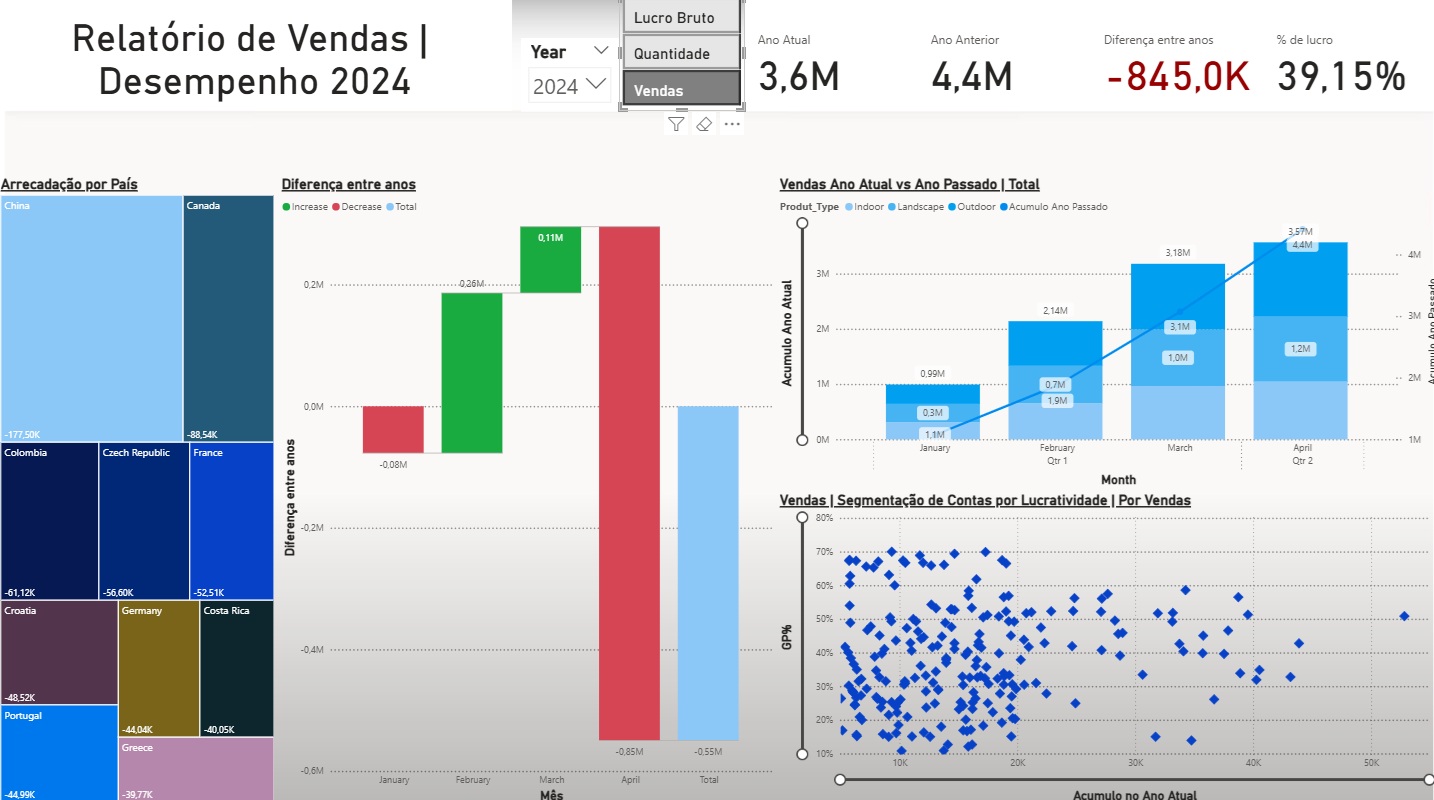 Relatório de Vendas |
Desempenho 2024
Year
2024
Lucro Bruto
Quantidade
Vendas
Ano Atual
3,6M
Ano Anterior
4,4M
Diferença entre anos
-845,0K
% de lucro
39,15%
Arrecadação por País
China
-177,50K
Canada
-88,54K
Colombia
-61,12K
Czech Republic
-56,60K
France
-52,51K
Croatia
-48,52K
Germany
-44,04K
Costa Rica
-40,05K
Portugal
-44,99K
Greece
-39,77K
Diferença entre anos
Increase Decrease Total
Diferença entre anos
0,2M
0,0M
-0,2M
-0,4M
-0,6M
-0,08M
0,26M
0,11M
-0,85M
-0,55M
January February March April Total
Mês
Vendas Ano Atual vs Ano Passado | Total
Produt_Type Indoor Landscape Outdoor Acumulo Ano Passado
Acumulo Ano Atual
3M
2M
1M
0M
0,99M
0,3M
1,1M
2,14M
0,7M
1,9M
3,18M
3,1M
1,0M
3,57M
4,4M
1,2M
4M
3M
2M
1M
Acumulo Ano Passado
January February March April
Qtr 1 Qtr 2
Month
Vendas | Segmentação de Contas por Lucratividade | Por Vendas
GP%
80%
70%
60%
50%
40%
30%
20%
10%
10K 20K 30K 40K 50K
Acumulo no Ano Atual